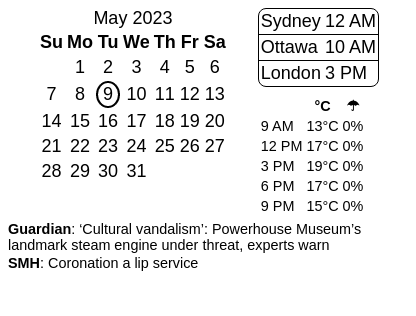 May 2023
Su Mo Tu We Th Fr Sa
1 2 3 4 5 6
7 8 9 10 11 12 13
14 15 16 17 18 19 20
21 22 23 24 25 26 27
28 29 30 31
Sydney 12 AM
Ottawa 10 AM
London 3 PM
°C ☂
9 AM 13°C 0%
12 PM 17°C 0%
3 PM 19°C 0%
6 PM 17°C 0%
9 PM 15°C 0%
Guardian: ‘Cultural vandalism’: Powerhouse Museum’s
landmark steam engine under threat, experts warn
SMH: Coronation a lip service